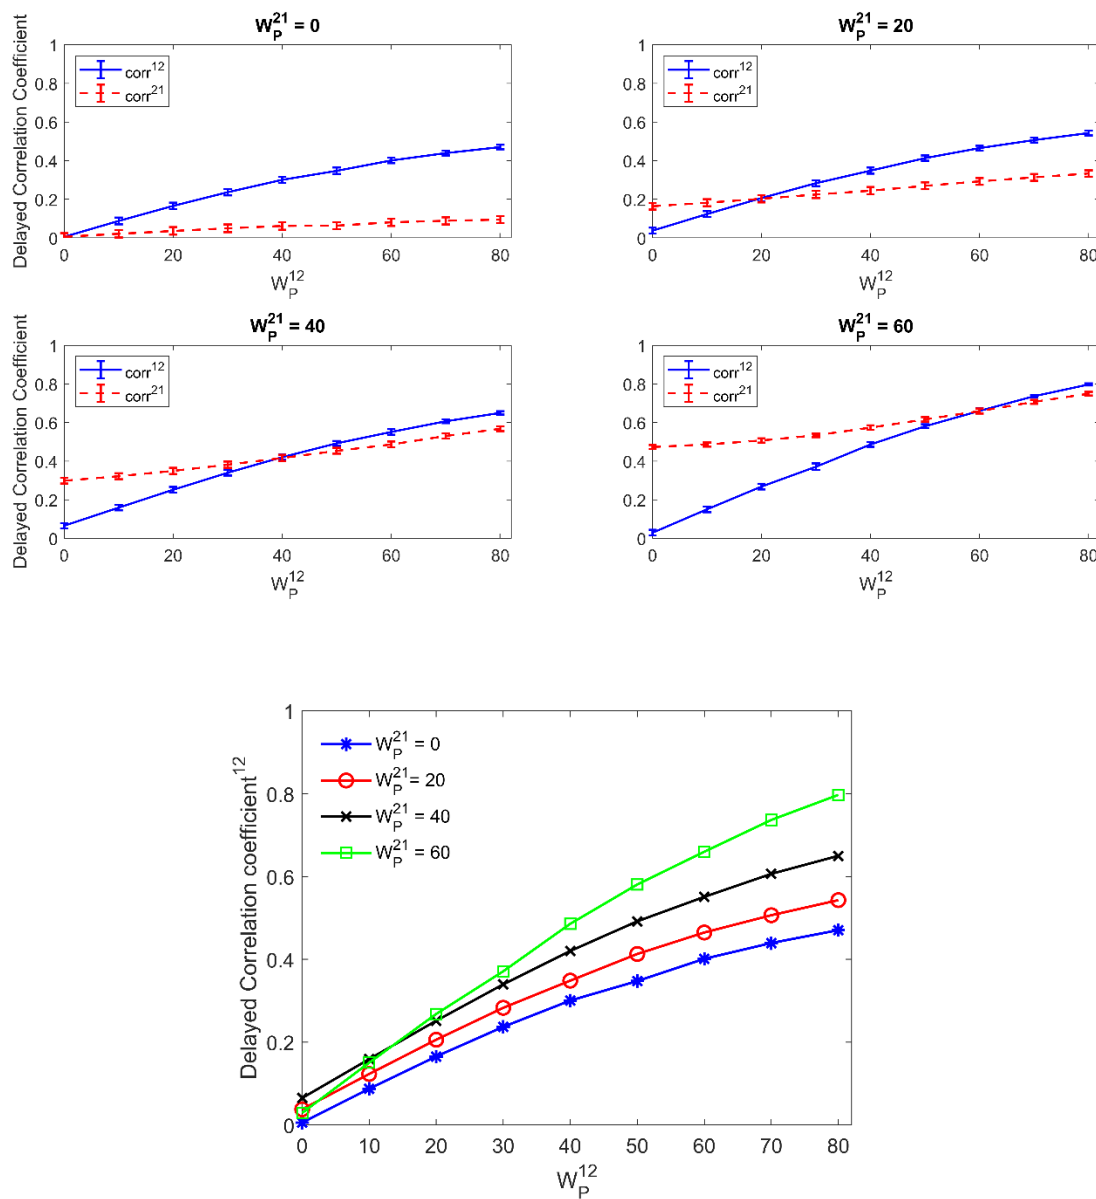 W_P^21 = 0
Delayed Correlation Coefficient
1
0.8
0.6
0.4
0.2
0
corr^12
corr^21
0 20 40 60 80
W_P^12
W_P^21 = 20
1
0.8
0.6
0.4
0.2
0
corr^12
corr^21
0 20 40 60 80
W_P^12
W_P^21 = 40
Delayed Correlation Coefficient
1
0.8
0.6
0.4
0.2
0
corr^12
corr^21
0 20 40 60 80
W_P^12
W_P^21 = 60
1
0.8
0.6
0.4
0.2
0
corr^12
corr^21
0 20 40 60 80
W_P^12
Delayed Correlation coefficient^12
1
0.8
0.6
0.4
0.2
0
W_P^21 = 0
W_P^21 = 20
W_P^21 = 40
W_P^21 = 60
0 10 20 30 40 50 60 70 80
W_P^12